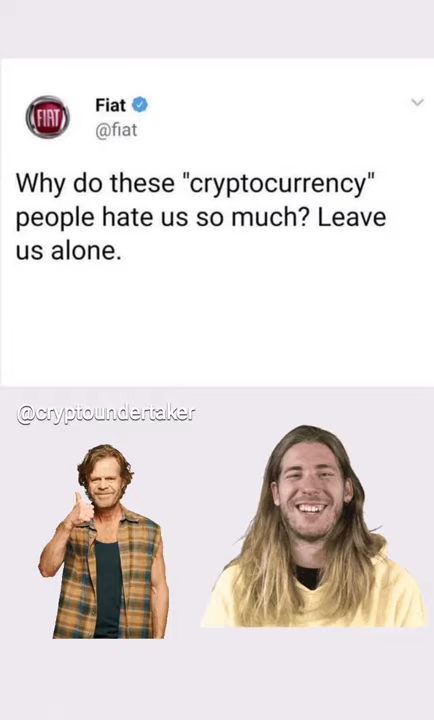 FIAT
Fiat
@fiat
Why do these "cryptocurrency"
people hate us so much? Leave
us alone.
@cryptoundertaker